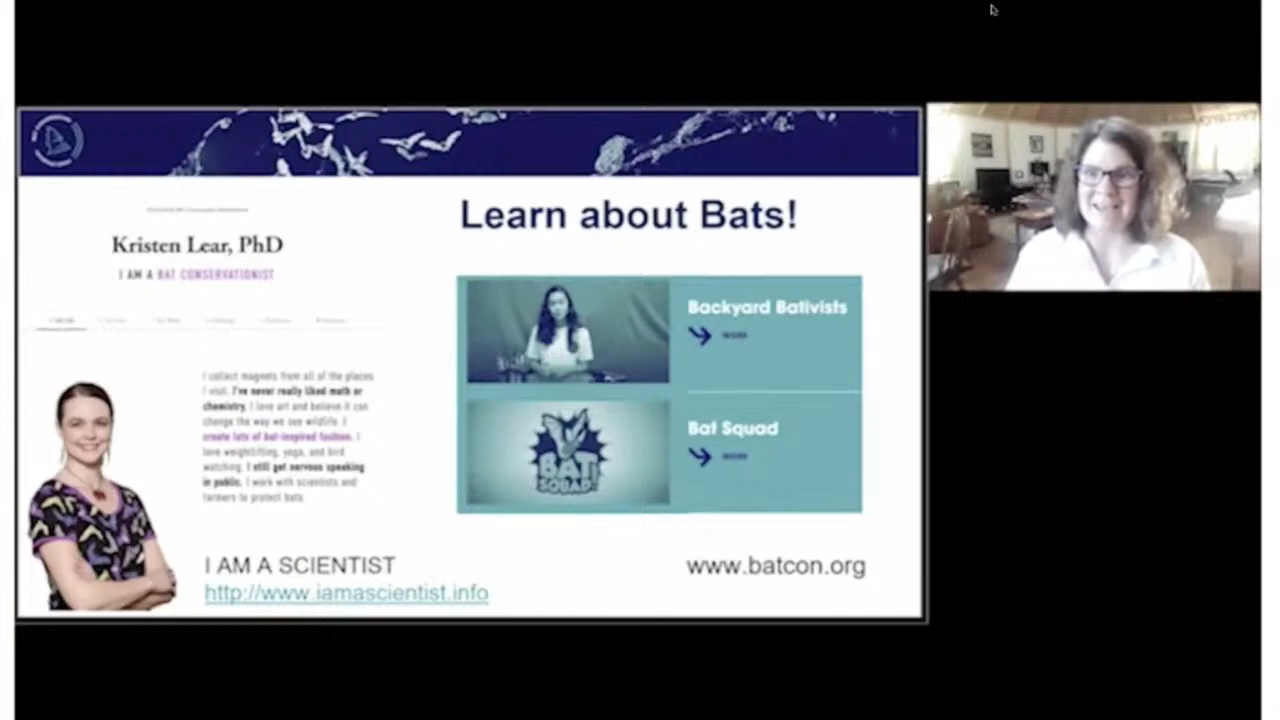 Learn about Bats!
Kristen Lear, PhD
I AM A BAT CONSERVATIONIST
I collect magnets from all of the places
I visit. I've never really liked math or
chemistry. I love art and believe it can
change the way we see wildlife. I
create lots of bat-inspired fashion. I
love weightlifting, yoga, and bird
watching. I still get nervous speaking
in public. I work with scientists and
farmers to protect bats
Backyard Bativists
MORE
BAT
SQUAD!
Bat Squad
MORE
I AM A SCIENTIST
http://www.iamascientist.info
www.batcon.org